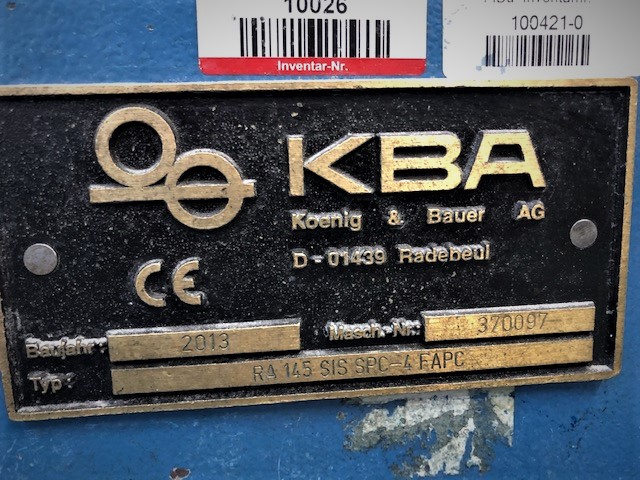 10026
Inventar-Nr.
100421-0
KBA
Koenig & Bauer AG
D-01439 Radebeul
CE
Baujahr: 2013
Masch.-Nr. 370097
Typ: RA 145 SIS SPC-4 FAPC